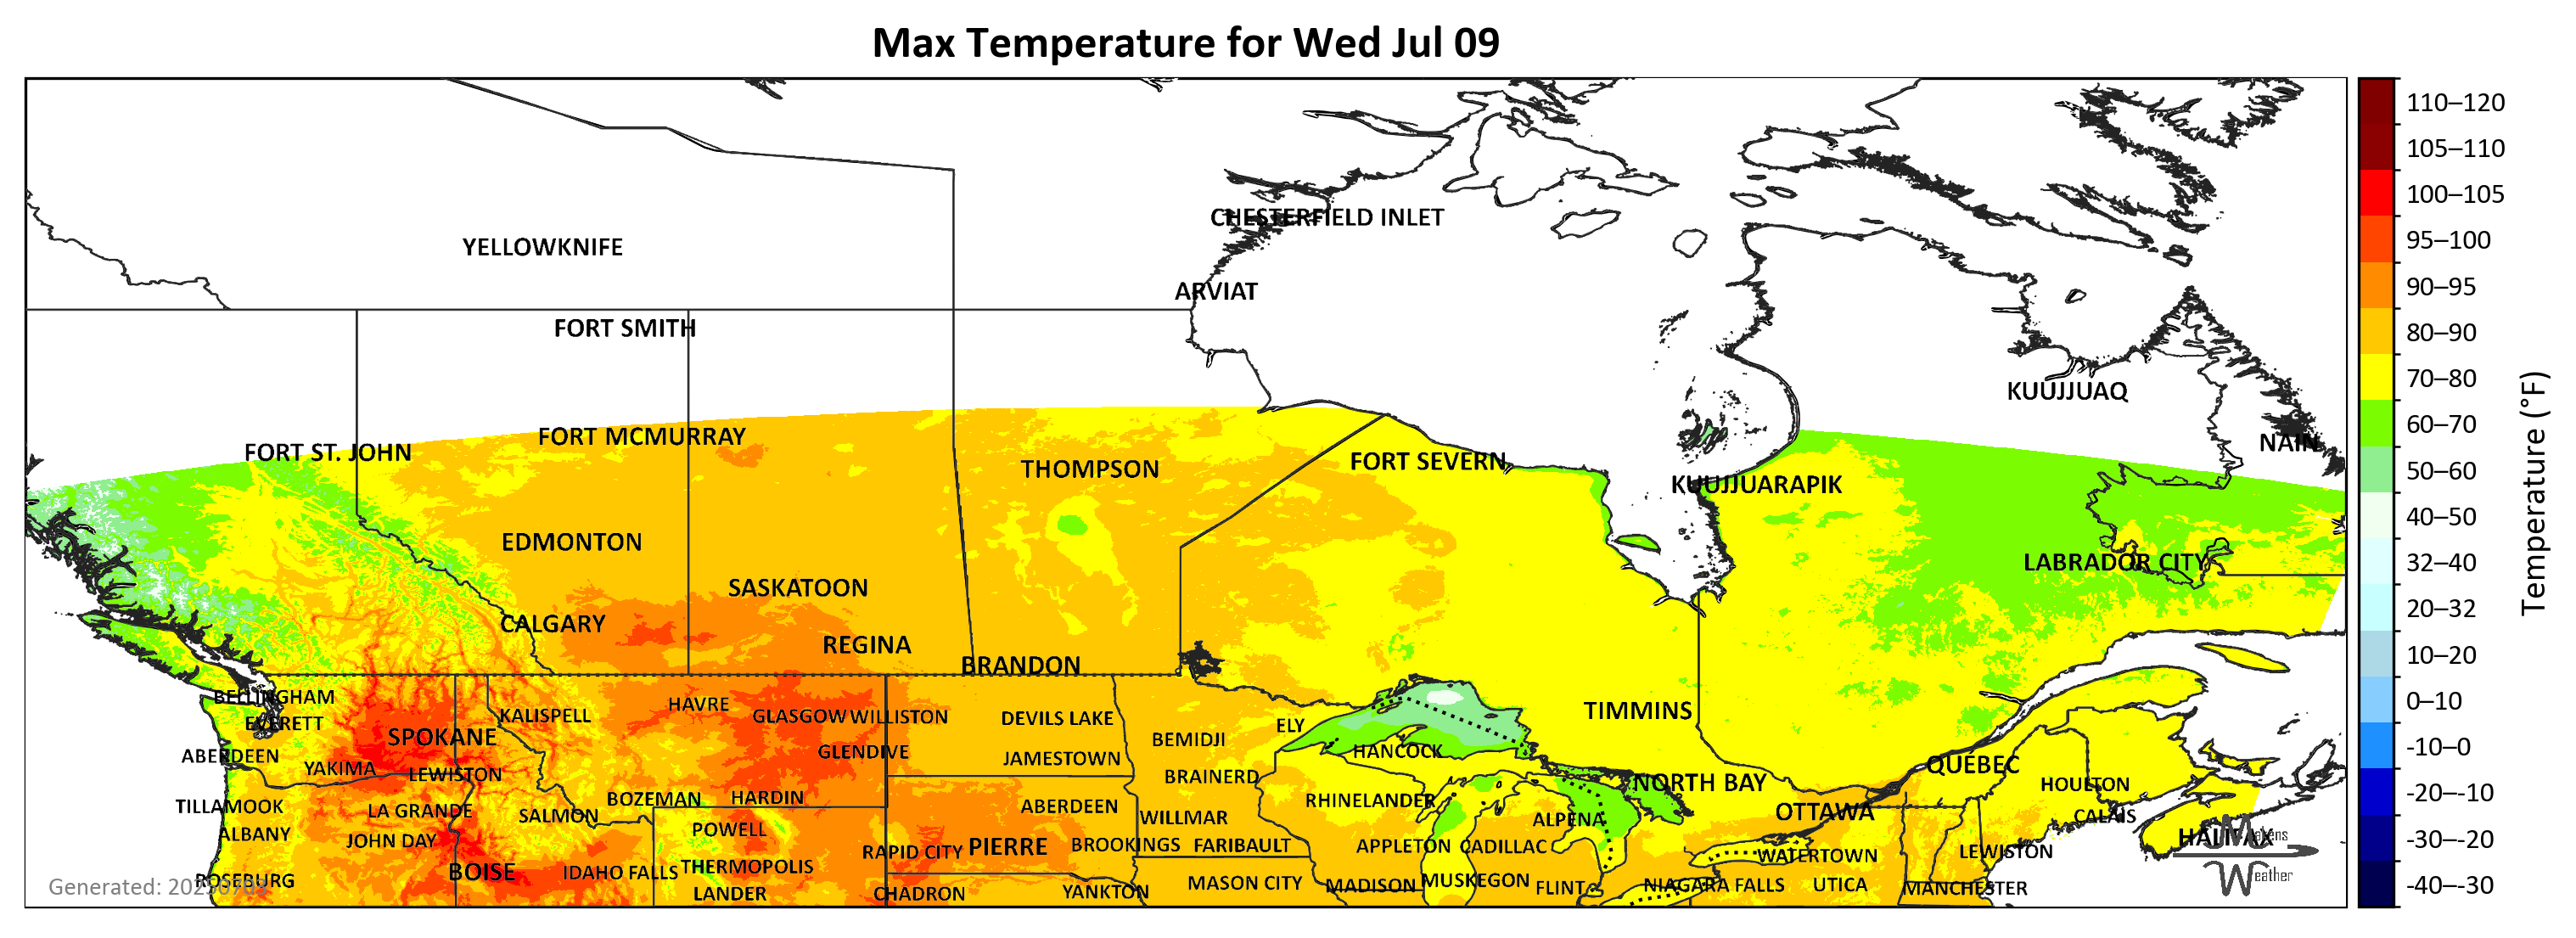 Max Temperature for Wed Jul 09
110–120
105–110
CHESTERFIELD INLET
100–105
YELLOWKNIFE
95–100
ARVIAT
90–95
FORT SMITH
80–90
KUUJJUAQ
70–80
FORT ST. JOHN
FORT MCMURRAY
NAIN
60–70
THOMPSON
FORT SEVERN
KUUJJUARAPIK
50–60
Temperature (°F)
40–50
EDMONTON
LABRADOR CITY
32–40
SASKATOON
20–32
CALGARY
REGINA
10–20
BRANDON
BELLINGHAM
HAVRE
0–10
EVERETT
KALISPELL
GLASGOW
WILLISTON
DEVILS LAKE
ELY
TIMMINS
SPOKANE
BEMIDJI
-10–0
ABERDEEN
GLENDIVE
JAMESTOWN
HANCOCK
QUÉBEC
YAKIMA
LEWISTON
BRAINERD
NORTH BAY
HOULTON
-20–-10
TILLAMOOK
LA GRANDE
SALMON
BOZEMAN
HARDIN
ABERDEEN
RHINELANDER
OTTAWA
CALAIS
ALBANY
JOHN DAY
POWELL
WILLMAR
ALPENA
HALIFAX
-30–-20
RAPID CITY
PIERRE
BROOKINGS
FARIBAULT
APPLETON
CADILLAC
WATERTOWN
LEWISTON
BOISE
IDAHO FALLS
THERMOPOLIS
Weather
ROSEBURG
Generated:
LANDER
CHADRON
YANKTON
MASON CITY
MADISON
MUSKEGON
FLINT
NIAGARA FALLS
UTICA
MANCHESTER
-40–-30